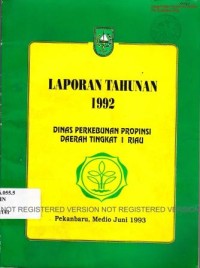 LAPORAN TAHUNAN
1992
DINAS PERKEBUNAN PROPINSI
DAERAH TINGKAT I RIAU
NOT REGISTERED VERSION NOT REGISTERED VERSION
Pekanbaru, Medio Juni 1993